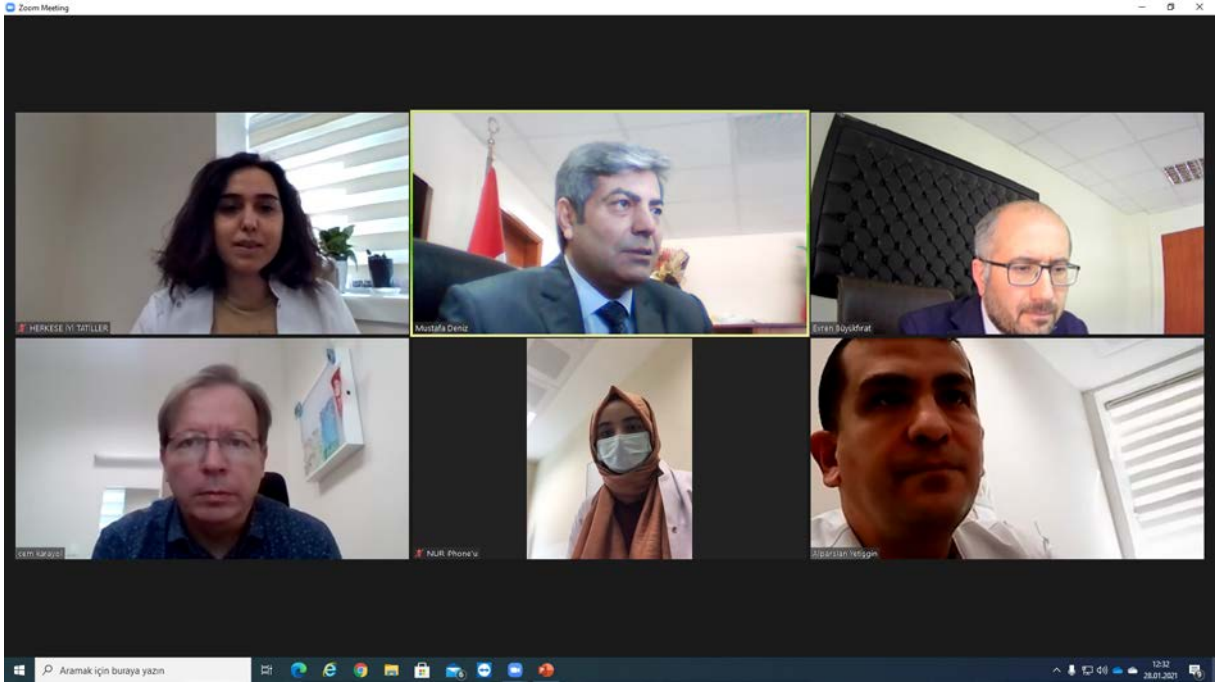 Zoom Meeting
HERKESE İYİ TATİLLER
Mustafa Deniz
Evren Büyükfırat
cem karayol
NUR iPhone'u
Alparslan Yetişgin
Aramak için buraya yazın
12:32
28.01.2021